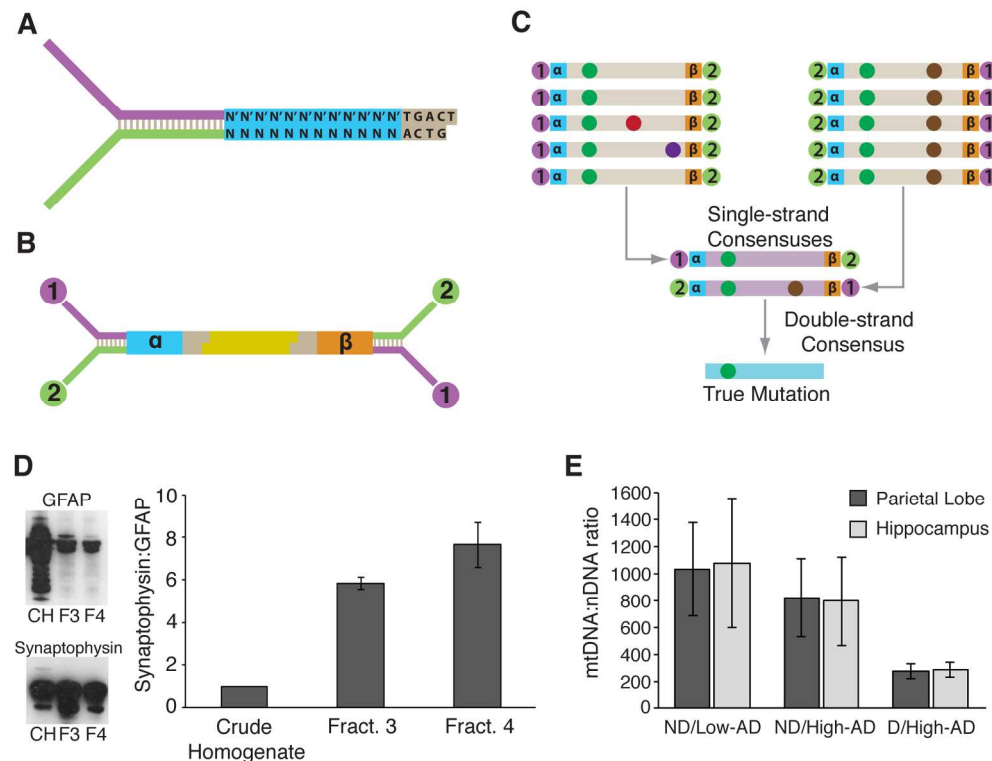 A
N'N'N'N'N'N'N'N'N'N'N'N'TGACT
NNNNNNNNNNNNACTG
B
1
2
α
β
2
1
C
1 α β 2
1 α β 2
1 α β 2
1 α β 2
1 α β 2
2 α β 1
2 α β 1
2 α β 1
2 α β 1
2 α β 1
Single-strand
Consensuses
1 α β 2
2 α β 1
Double-strand
Consensus
True Mutation
D
GFAP
CH F3 F4
Synaptophysin
CH F3 F4
Synaptophysin:GFAP
10
8
6
4
2
0
Crude
Homogenate
Fract. 3
Fract. 4
E
mtDNA:nDNA ratio
1600
1400
1200
1000
800
600
400
200
0
Parietal Lobe
Hippocampus
ND/Low-AD
ND/High-AD
D/High-AD